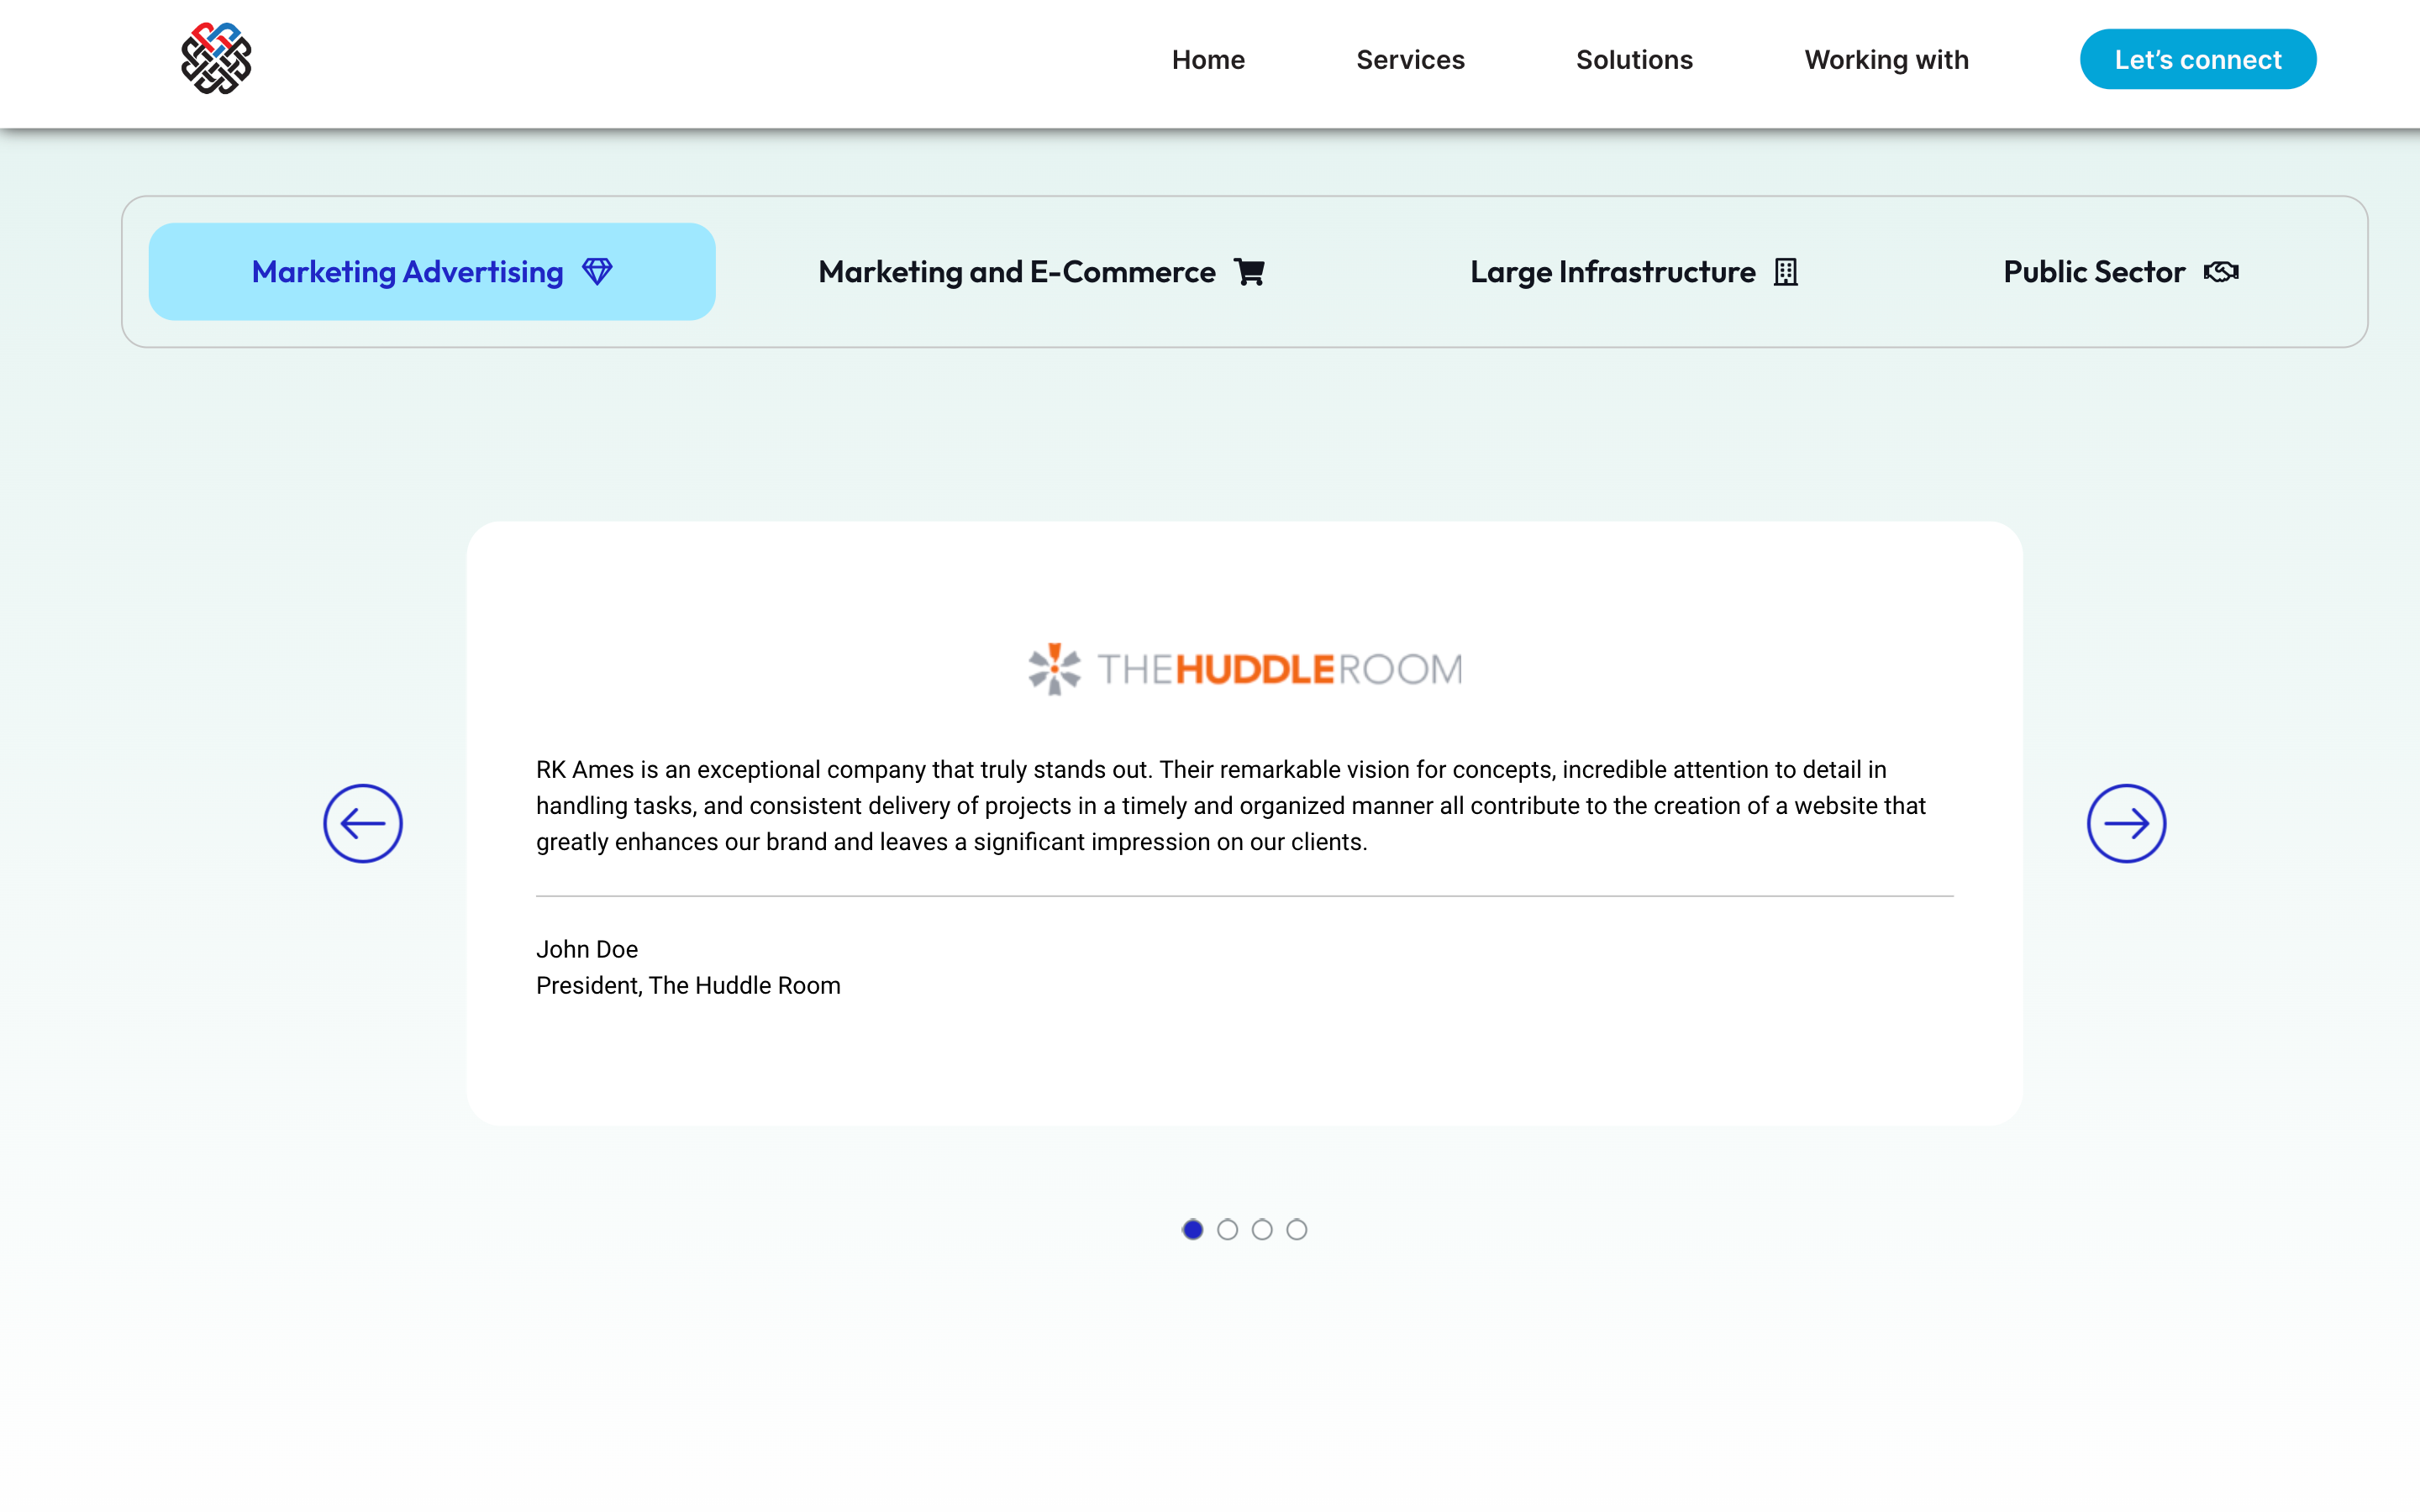 Home
Services
Solutions
Working with
Let’s connect
Marketing Advertising
Marketing and E-Commerce
Large Infrastructure
Public Sector
THEHUDDLEROOM
RK Ames is an exceptional company that truly stands out. Their remarkable vision for concepts, incredible attention to detail in
handling tasks, and consistent delivery of projects in a timely and organized manner all contribute to the creation of a website that
greatly enhances our brand and leaves a significant impression on our clients.
John Doe
President, The Huddle Room